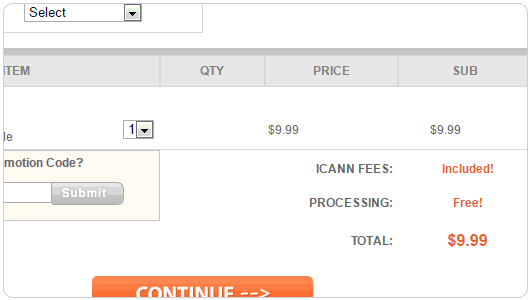 Select
ITEM QTY PRICE SUB
1 $9.99 $9.99
motion Code?
ICANN FEES: Included!
Submit
PROCESSING: Free!
TOTAL: $9.99
CONTINUE -->